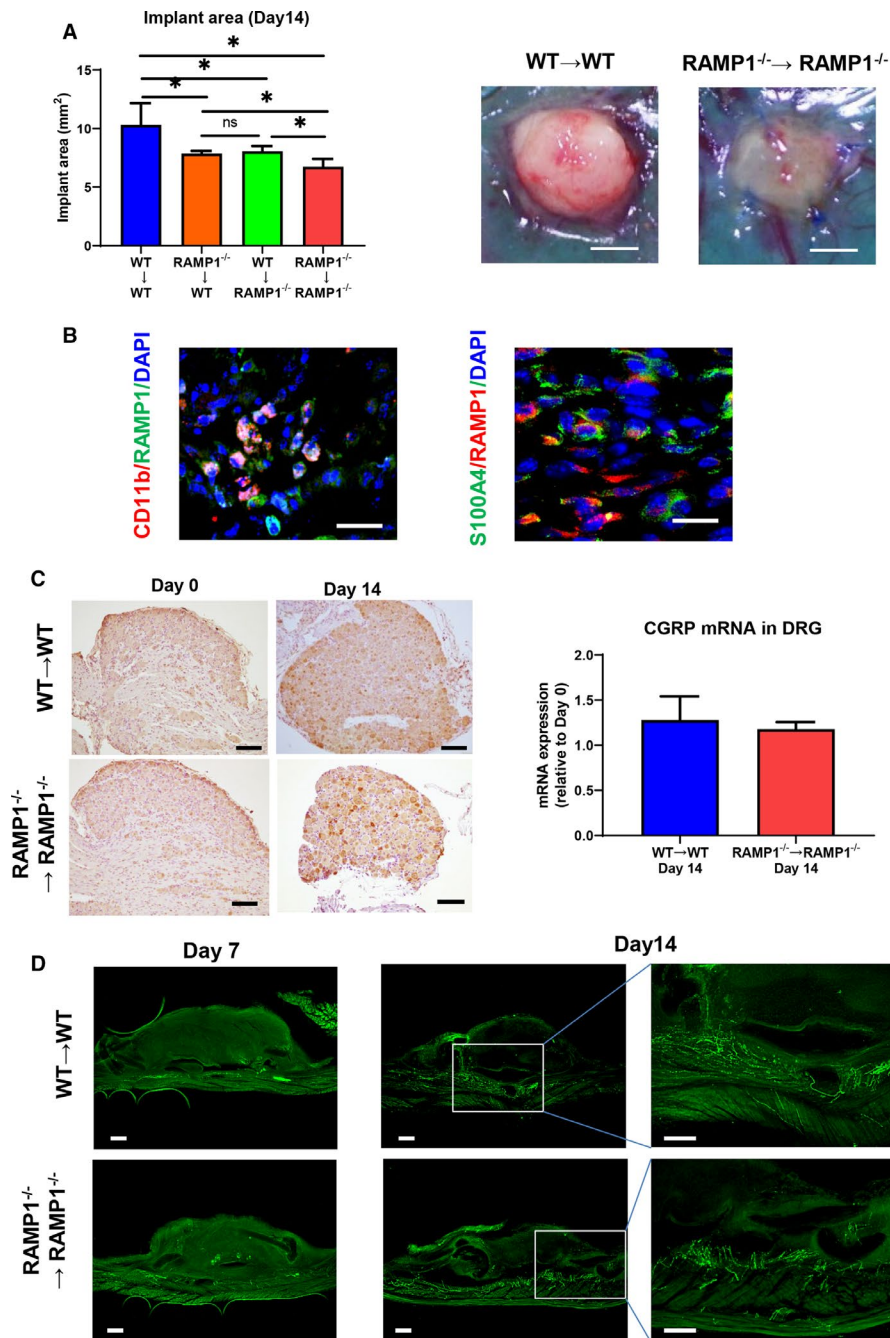 A
Implant area (Day14)
*
*
*
*
ns
*
Implant area (mm²)
15
10
5
0
WT
↓
WT
RAMP1⁻/⁻
↓
WT
WT
↓
RAMP1⁻/⁻
RAMP1⁻/⁻
↓
RAMP1⁻/⁻
WT→WT
RAMP1⁻/⁻→ RAMP1⁻/⁻
B
CD11b/RAMP1/DAPI
S100A4/RAMP1/DAPI
C
Day 0
Day 14
WT→WT
RAMP1⁻/⁻
→ RAMP1⁻/⁻
CGRP mRNA in DRG
mRNA expression
(relative to Day 0)
2.0
1.5
1.0
0.5
0.0
WT→WT
Day 14
RAMP1⁻/⁻→RAMP1⁻/⁻
Day 14
D
Day 7
Day14
WT→WT
RAMP1⁻/⁻
→ RAMP1⁻/⁻